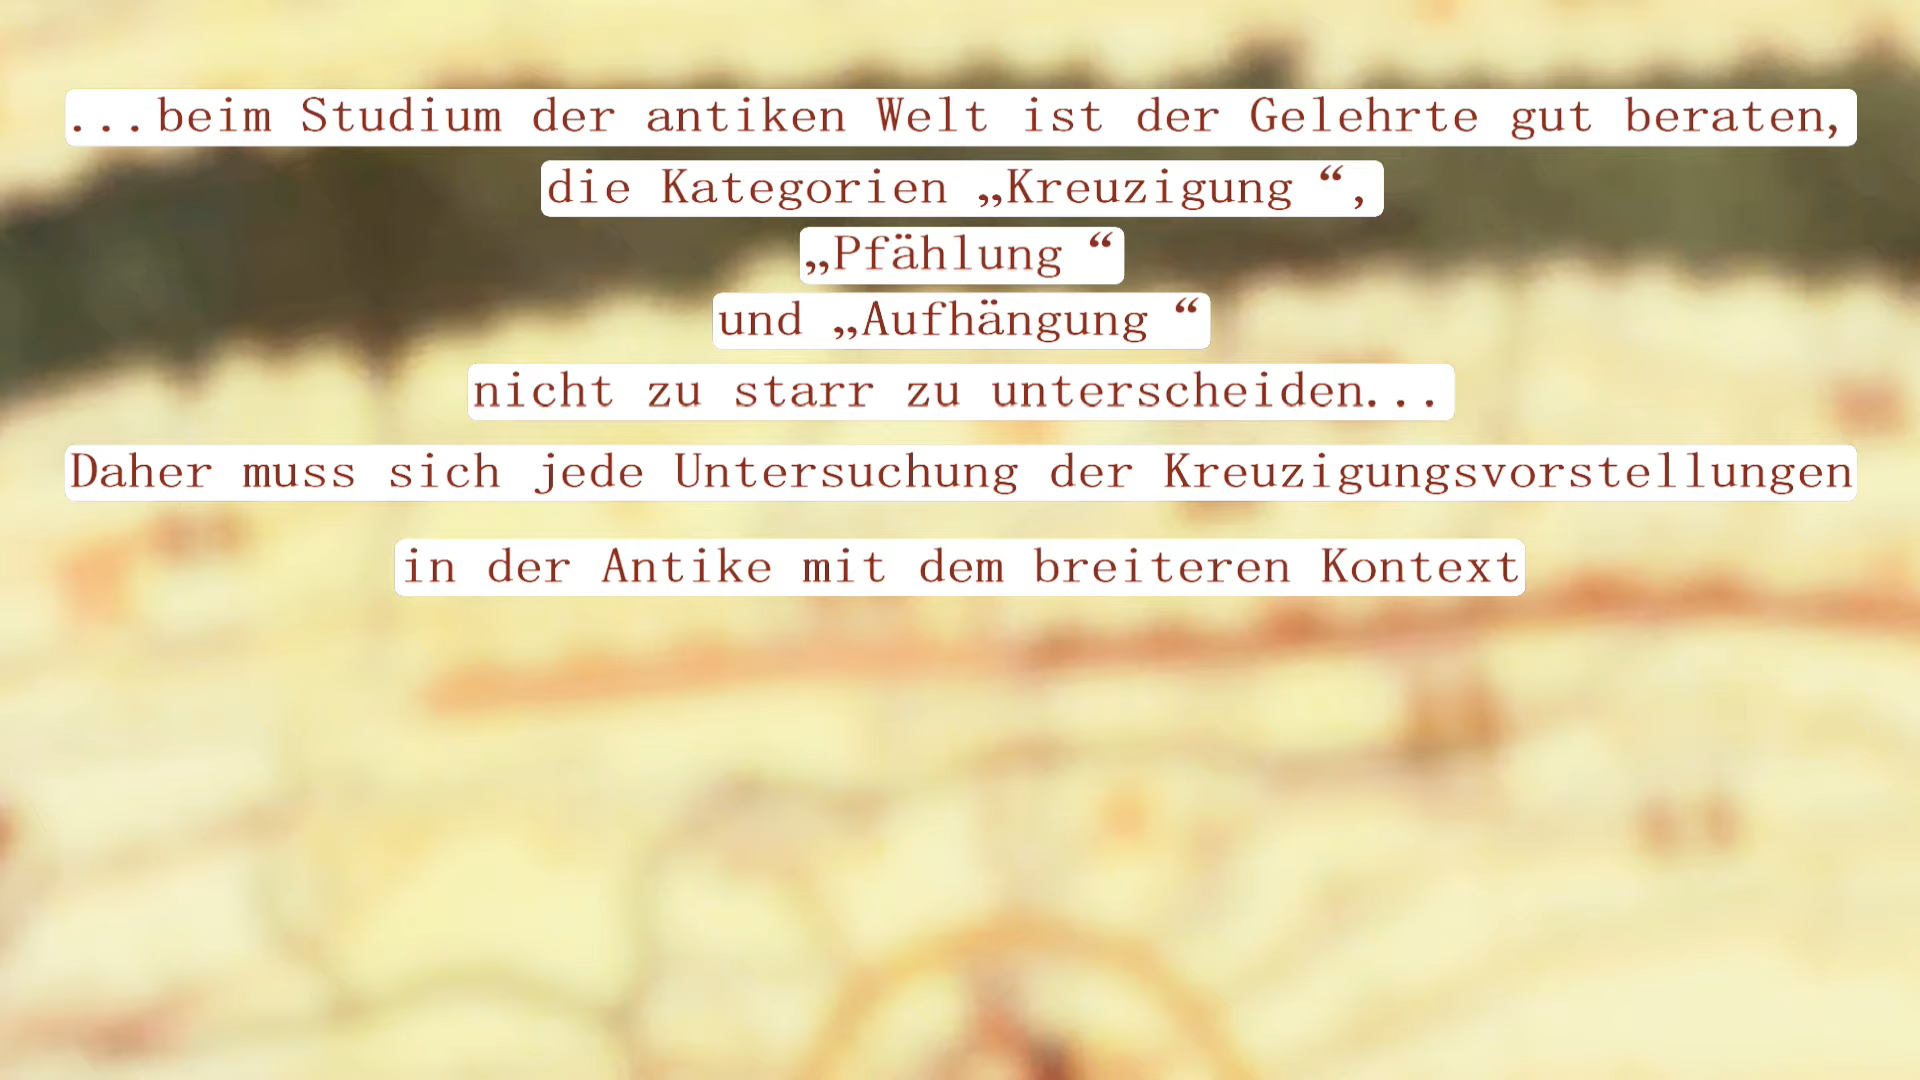 ...beim Studium der antiken Welt ist der Gelehrte gut beraten,
die Kategorien „Kreuzigung “,
„Pfählung “
und „Aufhängung “
nicht zu starr zu unterscheiden...
Daher muss sich jede Untersuchung der Kreuzigungsvorstellungen
in der Antike mit dem breiteren Kontext